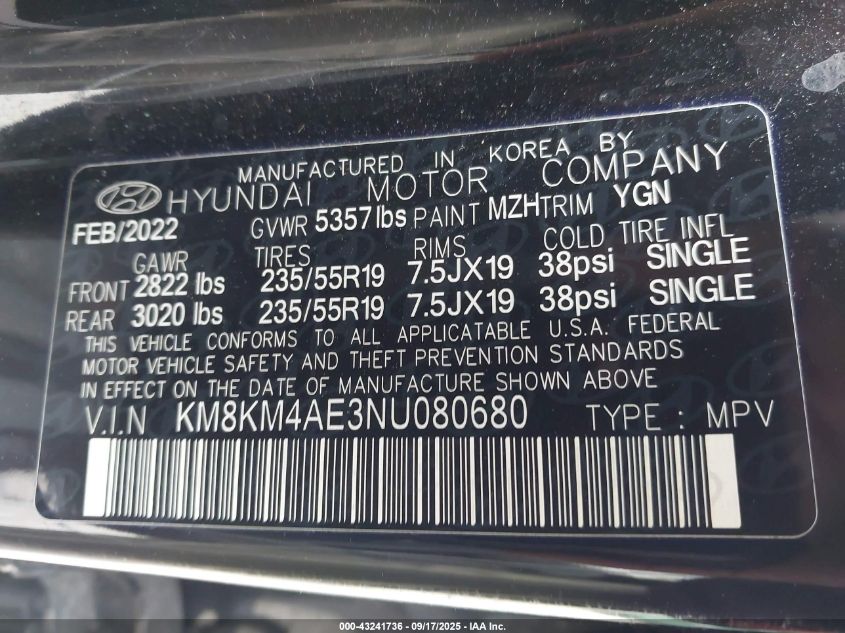 MANUFACTURED IN KOREA BY
HYUNDAI MOTOR COMPANY
FEB/2022 GVWR 5357lbs PAINT MZH TRIM YGN
GAWR TIRES RIMS COLD TIRE INFL
FRONT 2822 lbs 235/55R19 7.5JX19 38psi SINGLE
REAR 3020 lbs 235/55R19 7.5JX19 38psi SINGLE
THIS VEHICLE CONFORMS TO ALL APPLICATABLE U.S.A. FEDERAL
MOTOR VEHICLE SAFETY AND THEFT PREVENTION STANDARDS
IN EFFECT ON THE DATE OF MANUFACTURE SHOWN ABOVE
V.I.N KM8KM4AE3NU080680 TYPE : MPV
000-43241736 - 09/17/2025 - IAA Inc.